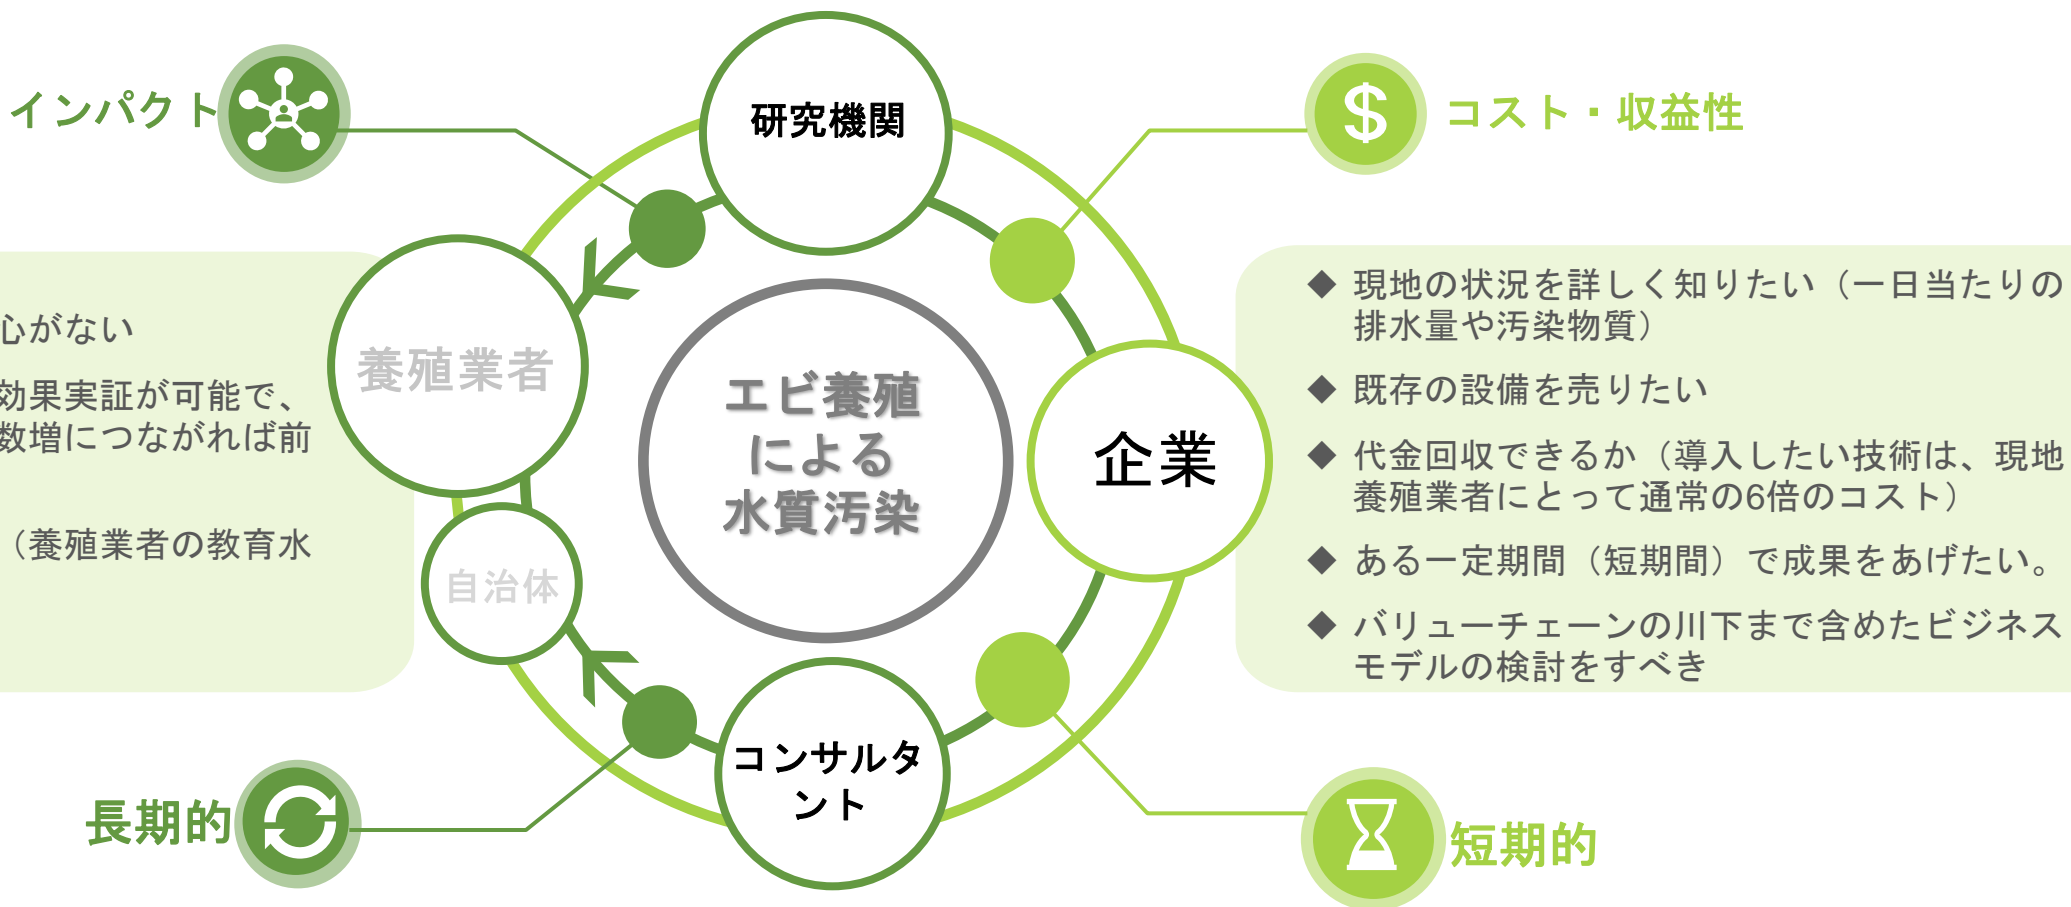 インパクト
研究機関
コスト・収益性
心がない
効果実証が可能で、
数増につながれば前
（養殖業者の教育水
養殖業者
自治体
エビ養殖
による
水質汚染
企業
◆ 現地の状況を詳しく知りたい（一日当たりの
排水量や汚染物質）
◆ 既存の設備を売りたい
◆ 代金回収できるか（導入したい技術は、現地
養殖業者にとって通常の6倍のコスト）
◆ ある一定期間（短期間）で成果をあげたい。
◆ バリューチェーンの川下まで含めたビジネス
モデルの検討をすべき
コンサルタ
ント
長期的
短期的